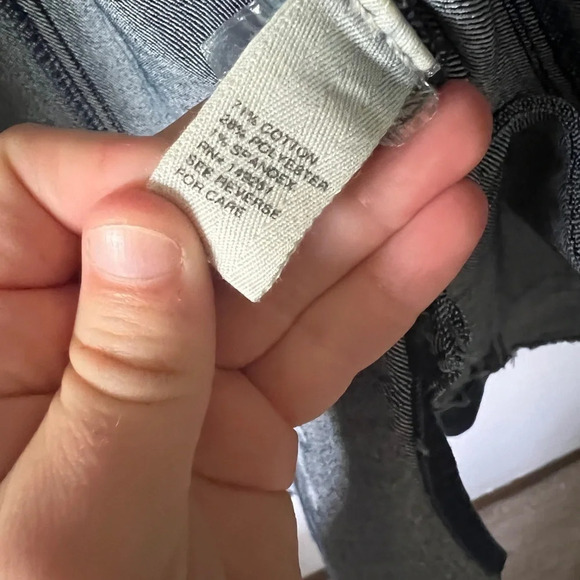 71% COTTON
28% POLYESTER
1% SPANDEX
RN#
SEE REVERSE
FOR CARE